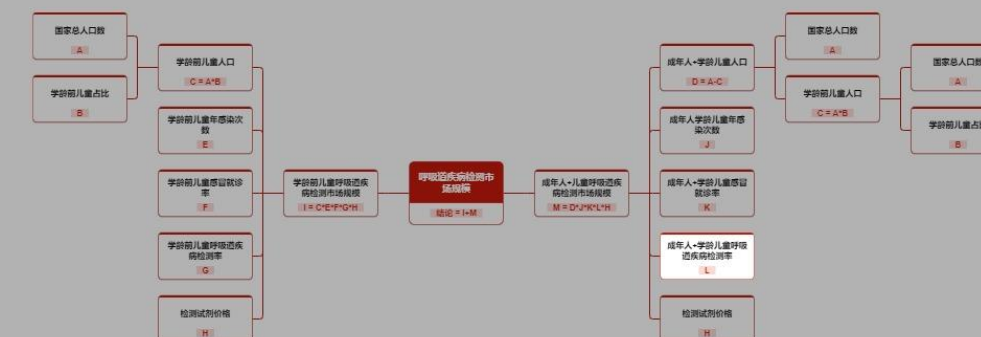 国家总人口数
A
学龄前儿童占比
B
学龄前儿童人口
C = A*B
学龄前儿童年感染次
数
E
学龄前儿童感冒就诊
率
F
学龄前儿童呼吸道疾
病检测率
G
检测试剂价格
H
学龄前儿童呼吸道疾
病检测市场规模
I = C*E*F*G*H
呼吸道疾病检测市
场规模
结论 = I+M
成年人+儿童呼吸道疾
病检测市场规模
M = D*J*K*L*H
成年人+学龄儿童人口
D = A-C
成年人学龄儿童年感
染次数
J
成年人+学龄儿童感冒
就诊率
K
成年人+学龄儿童呼吸
道疾病检测率
L
检测试剂价格
H
国家总人口数
A
学龄前儿童人口
C = A*B
国家总人口数
A
学龄前儿童占
B